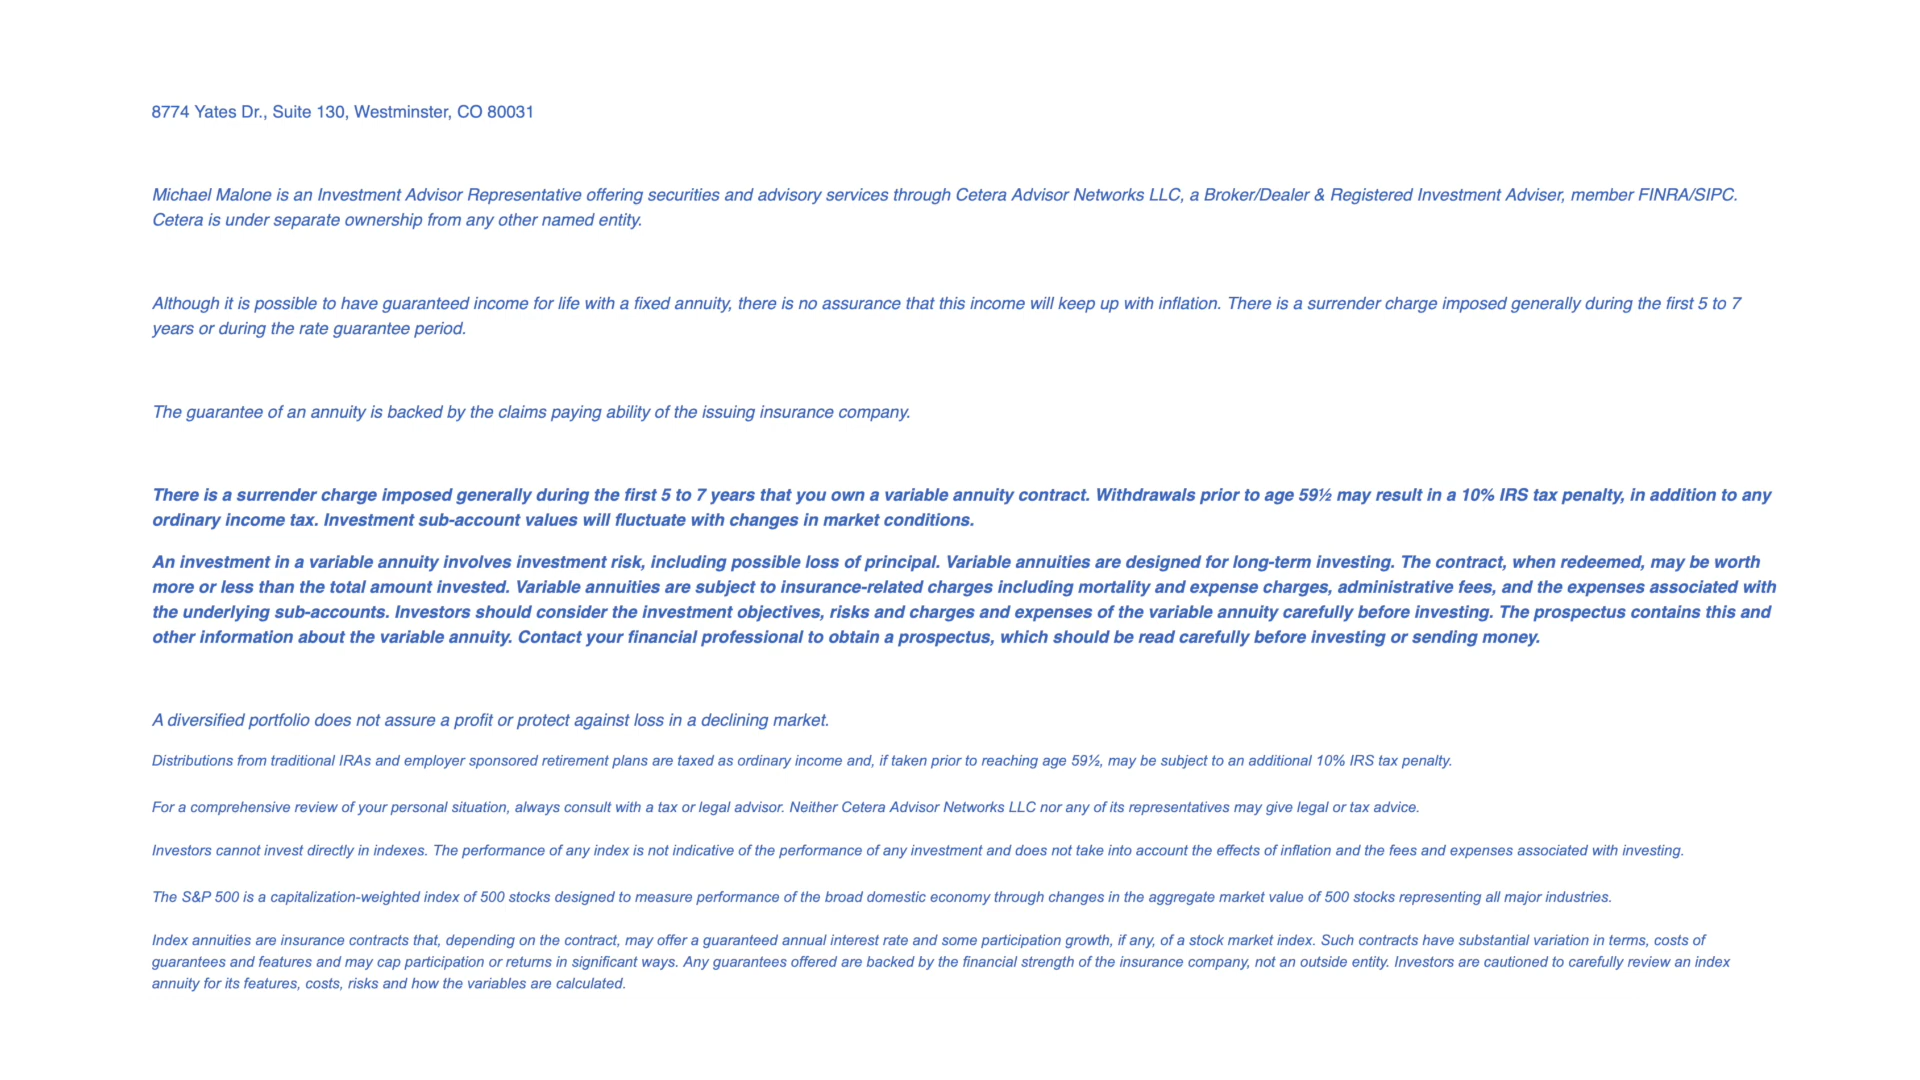 8774 Yates Dr., Suite 130, Westminster, CO 80031
Michael Malone is an Investment Advisor Representative offering securities and advisory services through Cetera Advisor Networks LLC, a Broker/Dealer & Registered Investment Adviser, member FINRA/SIPC.
Cetera is under separate ownership from any other named entity.
Although it is possible to have guaranteed income for life with a fixed annuity, there is no assurance that this income will keep up with inflation. There is a surrender charge imposed generally during the first 5 to 7
years or during the rate guarantee period.
The guarantee of an annuity is backed by the claims paying ability of the issuing insurance company.
There is a surrender charge imposed generally during the first 5 to 7 years that you own a variable annuity contract. Withdrawals prior to age 59½ may result in a 10% IRS tax penalty, in addition to any
ordinary income tax. Investment sub-account values will fluctuate with changes in market conditions.
An investment in a variable annuity involves investment risk, including possible loss of principal. Variable annuities are designed for long-term investing. The contract, when redeemed, may be worth
more or less than the total amount invested. Variable annuities are subject to insurance-related charges including mortality and expense charges, administrative fees, and the expenses associated with
the underlying sub-accounts. Investors should consider the investment objectives, risks and charges and expenses of the variable annuity carefully before investing. The prospectus contains this and
other information about the variable annuity. Contact your financial professional to obtain a prospectus, which should be read carefully before investing or sending money.
A diversified portfolio does not assure a profit or protect against loss in a declining market.
Distributions from traditional IRAs and employer sponsored retirement plans are taxed as ordinary income and, if taken prior to reaching age 59½, may be subject to an additional 10% IRS tax penalty.
For a comprehensive review of your personal situation, always consult with a tax or legal advisor. Neither Cetera Advisor Networks LLC nor any of its representatives may give legal or tax advice.
Investors cannot invest directly in indexes. The performance of any index is not indicative of the performance of any investment and does not take into account the effects of inflation and the fees and expenses associated with investing.
The S&P 500 is a capitalization-weighted index of 500 stocks designed to measure performance of the broad domestic economy through changes in the aggregate market value of 500 stocks representing all major industries.
Index annuities are insurance contracts that, depending on the contract, may offer a guaranteed annual interest rate and some participation growth, if any, of a stock market index. Such contracts have substantial variation in terms, costs of
guarantees and features and may cap participation or returns in significant ways. Any guarantees offered are backed by the financial strength of the insurance company, not an outside entity. Investors are cautioned to carefully review an index
annuity for its features, costs, risks and how the variables are calculated.